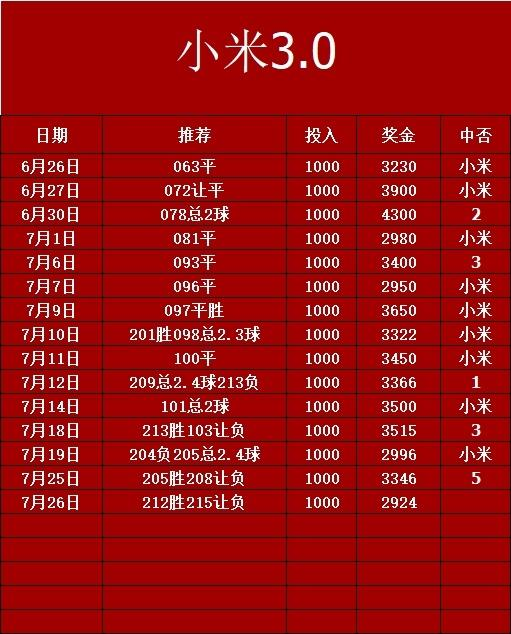 小米3.0
日期 推荐 投入 奖金 中否
6月26日 063平 1000 3230 小米
6月27日 072让平 1000 3900 小米
6月30日 078总2球 1000 4300 2
7月1日 081平 1000 2980 小米
7月6日 093平 1000 3400 3
7月7日 096平 1000 2950 小米
7月9日 097平胜 1000 3650 小米
7月10日 201胜098总2.3球 1000 3322 小米
7月11日 100平 1000 3450 小米
7月12日 209总2.4球213负 1000 3366 1
7月14日 101总2球 1000 3500 小米
7月18日 213胜103让负 1000 3515 3
7月19日 204负205总2.4球 1000 2996 小米
7月25日 205胜208让负 1000 3346 5
7月26日 212胜215让负 1000 2924